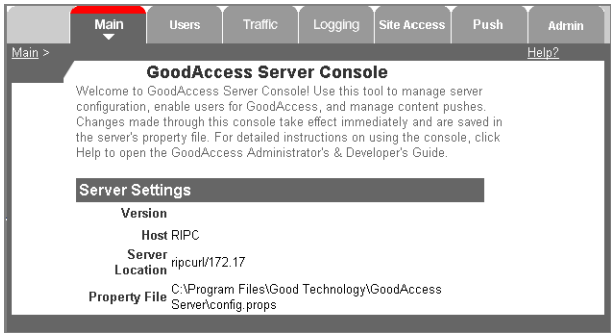 Main Users Traffic Logging Site Access Push Admin
Main > Help?
GoodAccess Server Console
Welcome to GoodAccess Server Console! Use this tool to manage server
configuration, enable users for GoodAccess, and manage content pushes.
Changes made through this console take effect immediately and are saved in
the server's property file. For detailed instructions on using the console, click
Help to open the GoodAccess Administrator's & Developer's Guide.
Server Settings
Version
Host RIPC
Server
Location ripcurl/172.17
Property File C:\Program Files\Good Technology\GoodAccess
Server\config.props